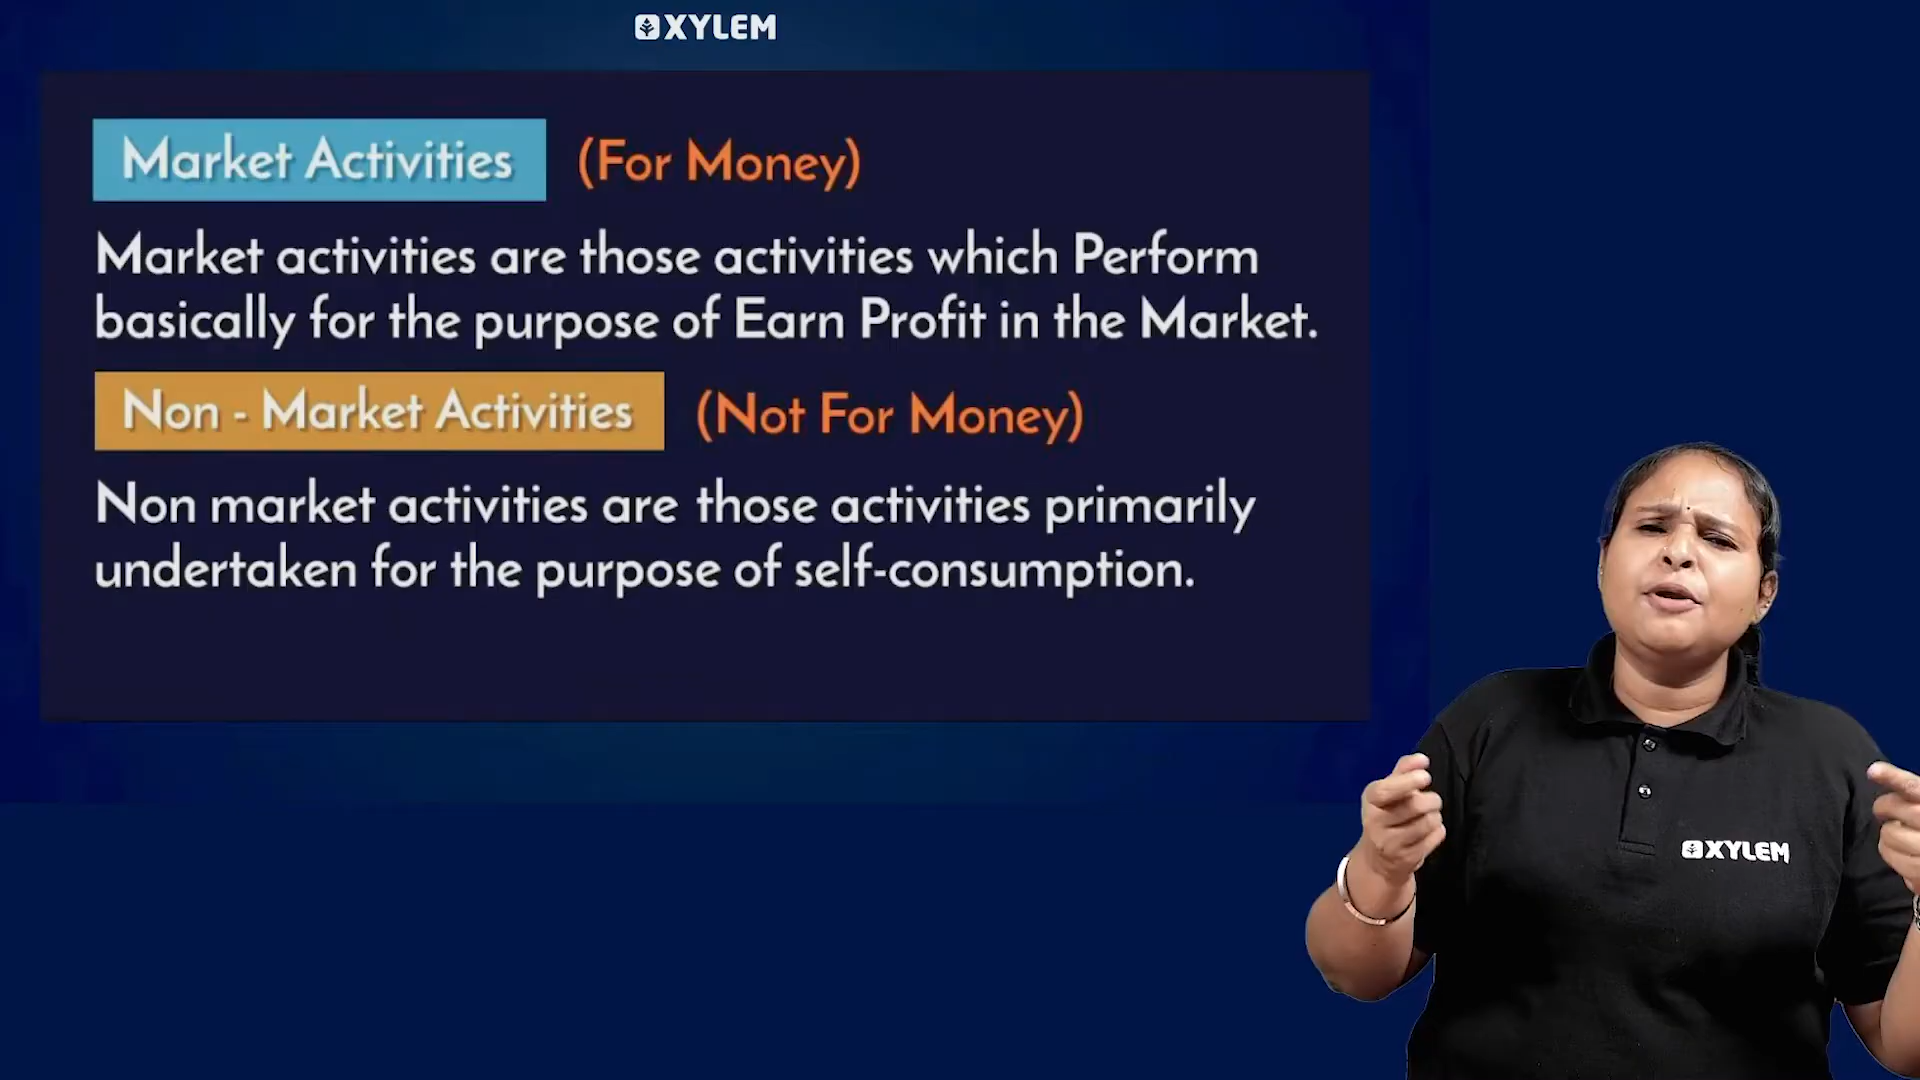 XYLEM
Market Activities (For Money)
Market activities are those activities which Perform
basically for the purpose of Earn Profit in the Market.
Non - Market Activities (Not For Money)
Non market activities are those activities primarily
undertaken for the purpose of self-consumption.
XYLEM